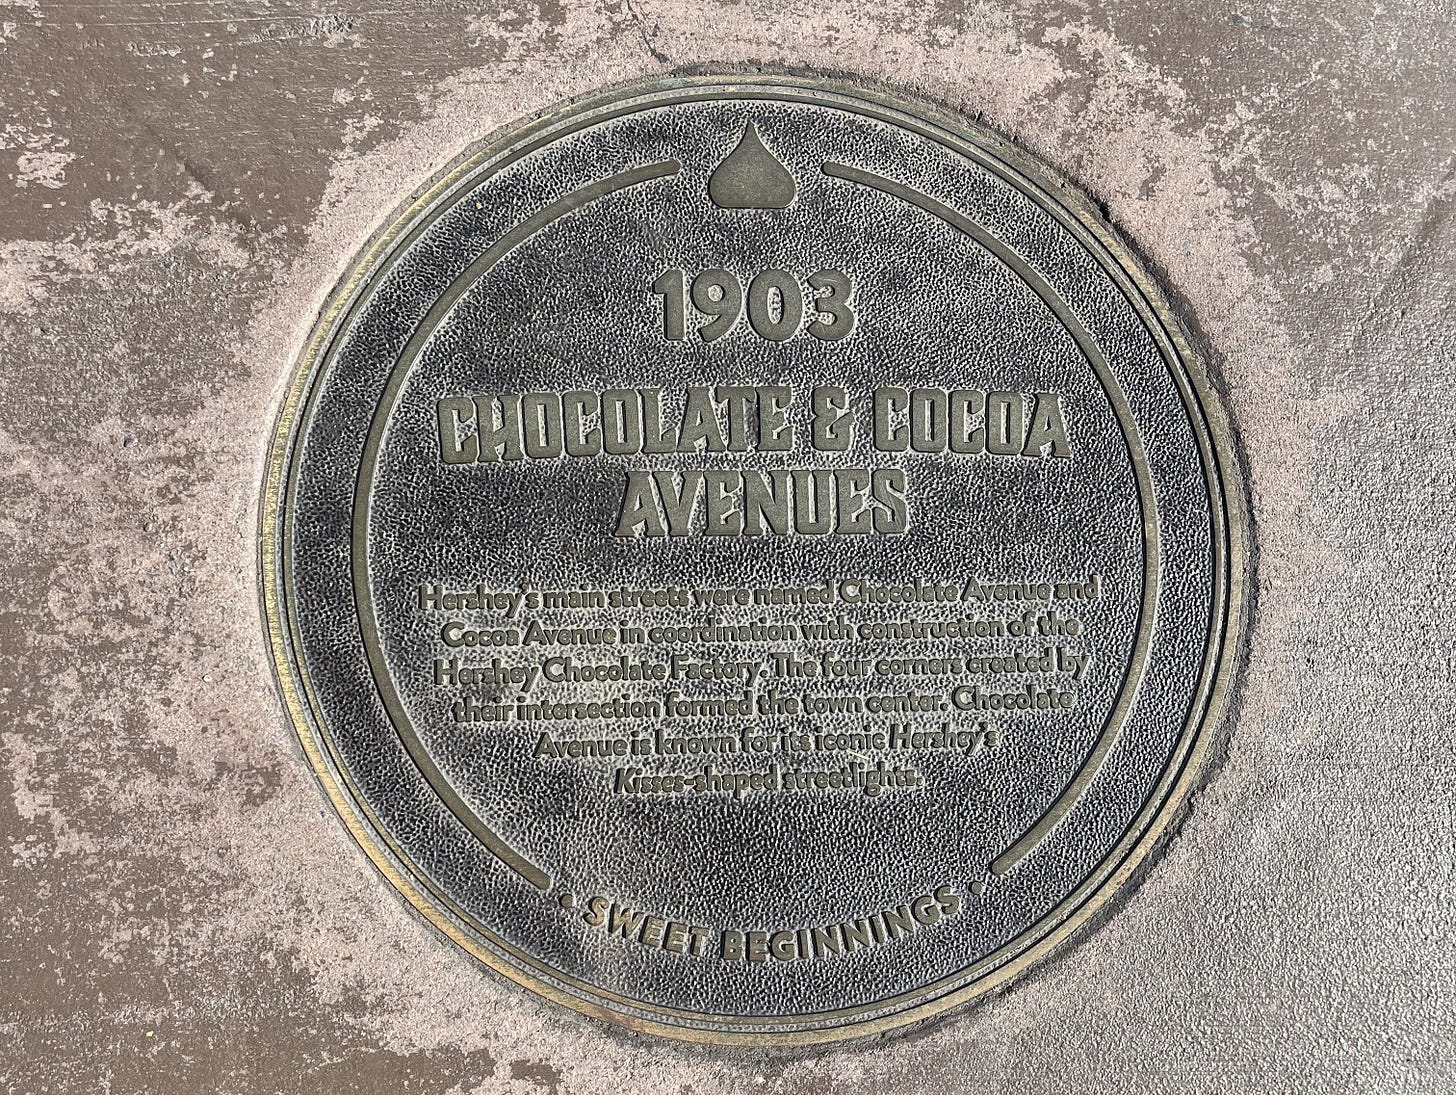 1903
CHOCOLATE & COCOA
AVENUES
Hershey's main streets were named Chocolate Avenue and
Cocoa Avenue in coordination with construction of the
Hershey Chocolate Factory. The four corners created by
their intersection formed the town center. Chocolate
Avenue is known for its iconic Hershey's
Kisses-shaped streetlights.
• SWEET BEGINNINGS •